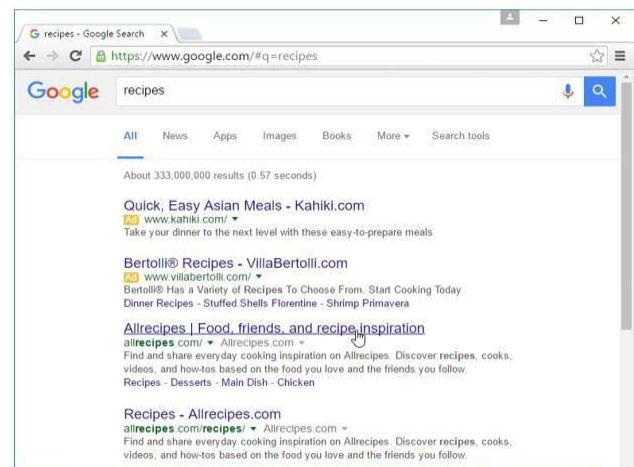 recipes - Google Search
https://www.google.com/#q=recipes
Google
recipes
All News Apps Images Books More Search tools
About 333,000,000 results (0.57 seconds)
Quick, Easy Asian Meals - Kahiki.com
Ad www.kahiki.com/
Take your dinner to the next level with these easy-to-prepare meals
Bertolli® Recipes - VillaBertolli.com
Ad www.villabertolli.com/
Bertolli® Has a Variety of Recipes To Choose From. Start Cooking Today
Dinner Recipes - Stuffed Shells Florentine - Shrimp Primavera
Allrecipes | Food, friends, and recipe inspiration
allrecipes.com/ Allrecipes.com
Find and share everyday cooking inspiration on Allrecipes. Discover recipes, cooks,
videos, and how-tos based on the food you love and the friends you follow.
Recipes - Desserts - Main Dish - Chicken
Recipes - Allrecipes.com
allrecipes.com/recipes/ Allrecipes.com
Find and share everyday cooking inspiration on Allrecipes. Discover recipes, cooks,
videos, and how-tos based on the food you love and the friends you follow.